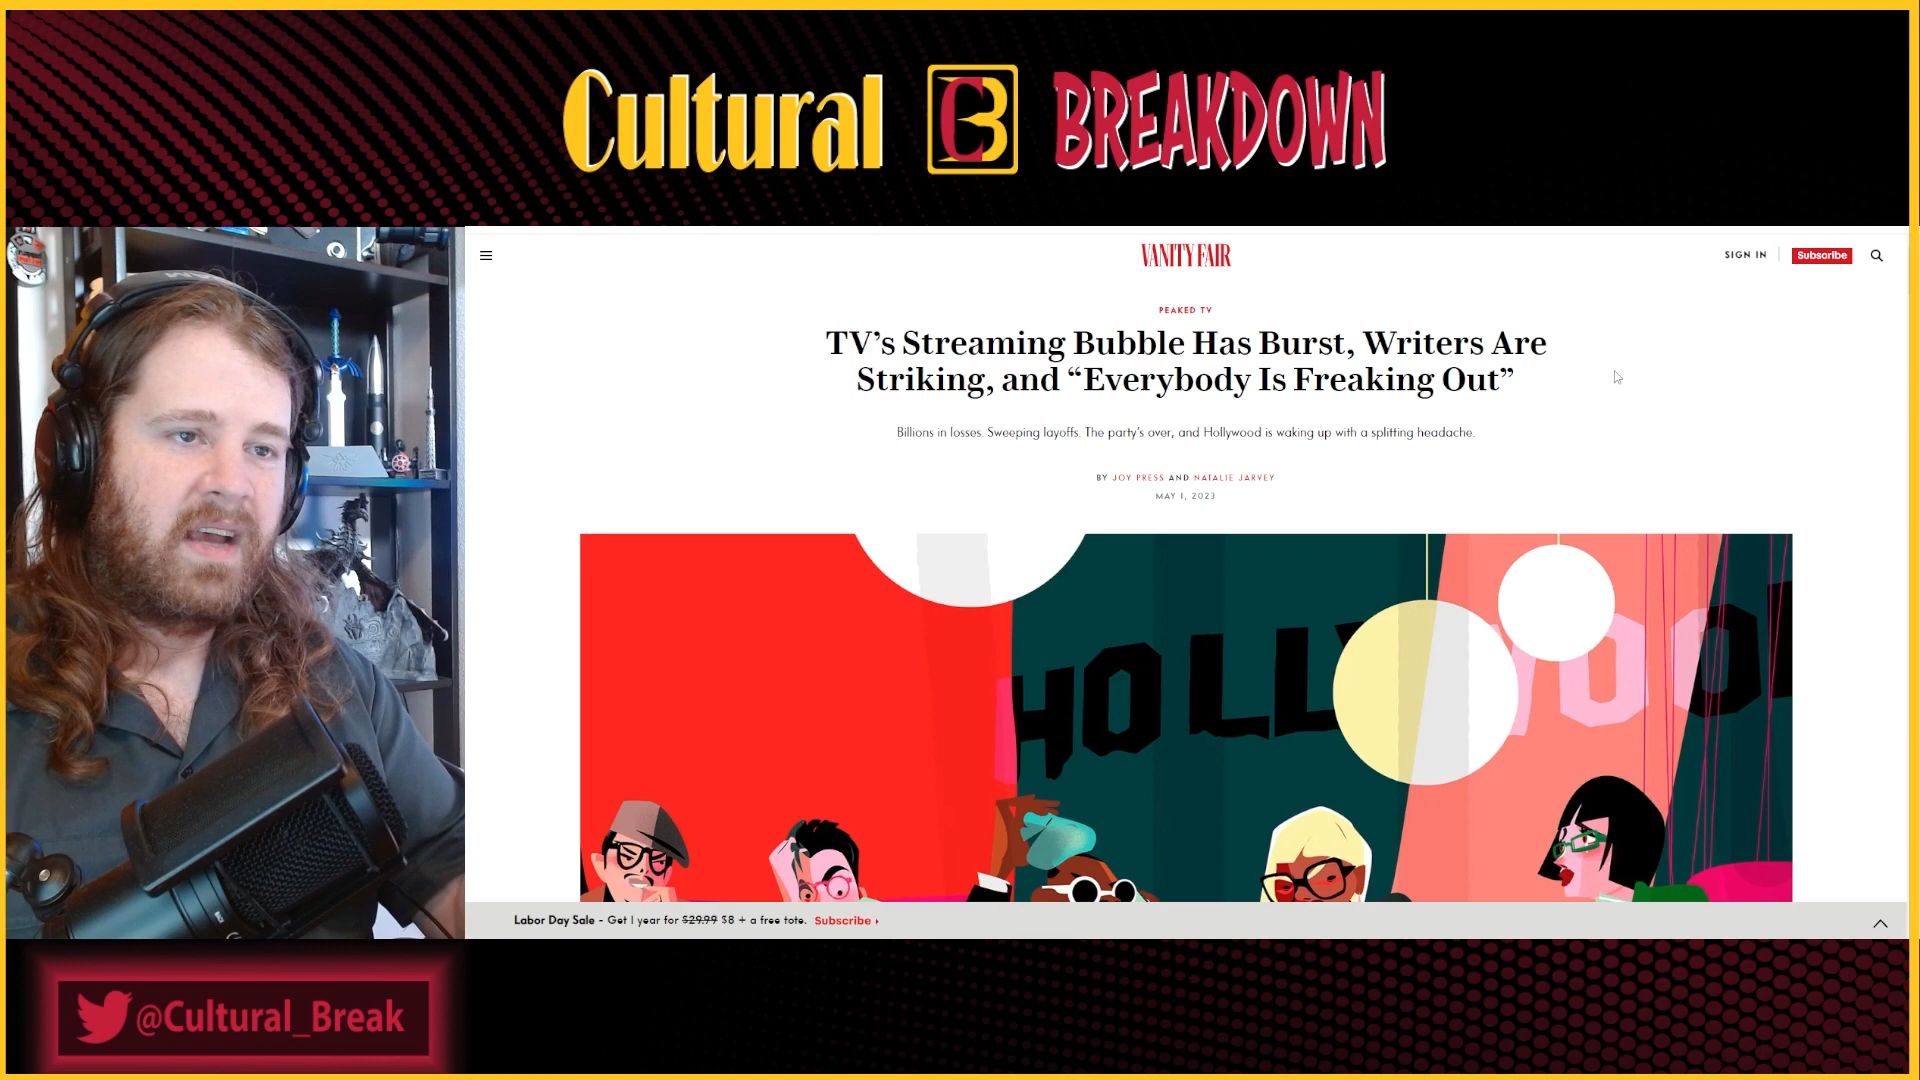 Cultural CB BREAKDOWN
VANITY FAIR
SIGN IN
Subscribe
PEAKED TV
TV’s Streaming Bubble Has Burst, Writers Are
Striking, and “Everybody Is Freaking Out”
Billions in losses. Sweeping layoffs. The party’s over, and Hollywood is waking up with a splitting headache.
BY JOY PRESS AND NATALIE JARVEY
MAY 1, 2023
HOLLYWOOD
Labor Day Sale - Get 1 year for $29.99 $8 + a free tote. Subscribe ›
@Cultural_Break